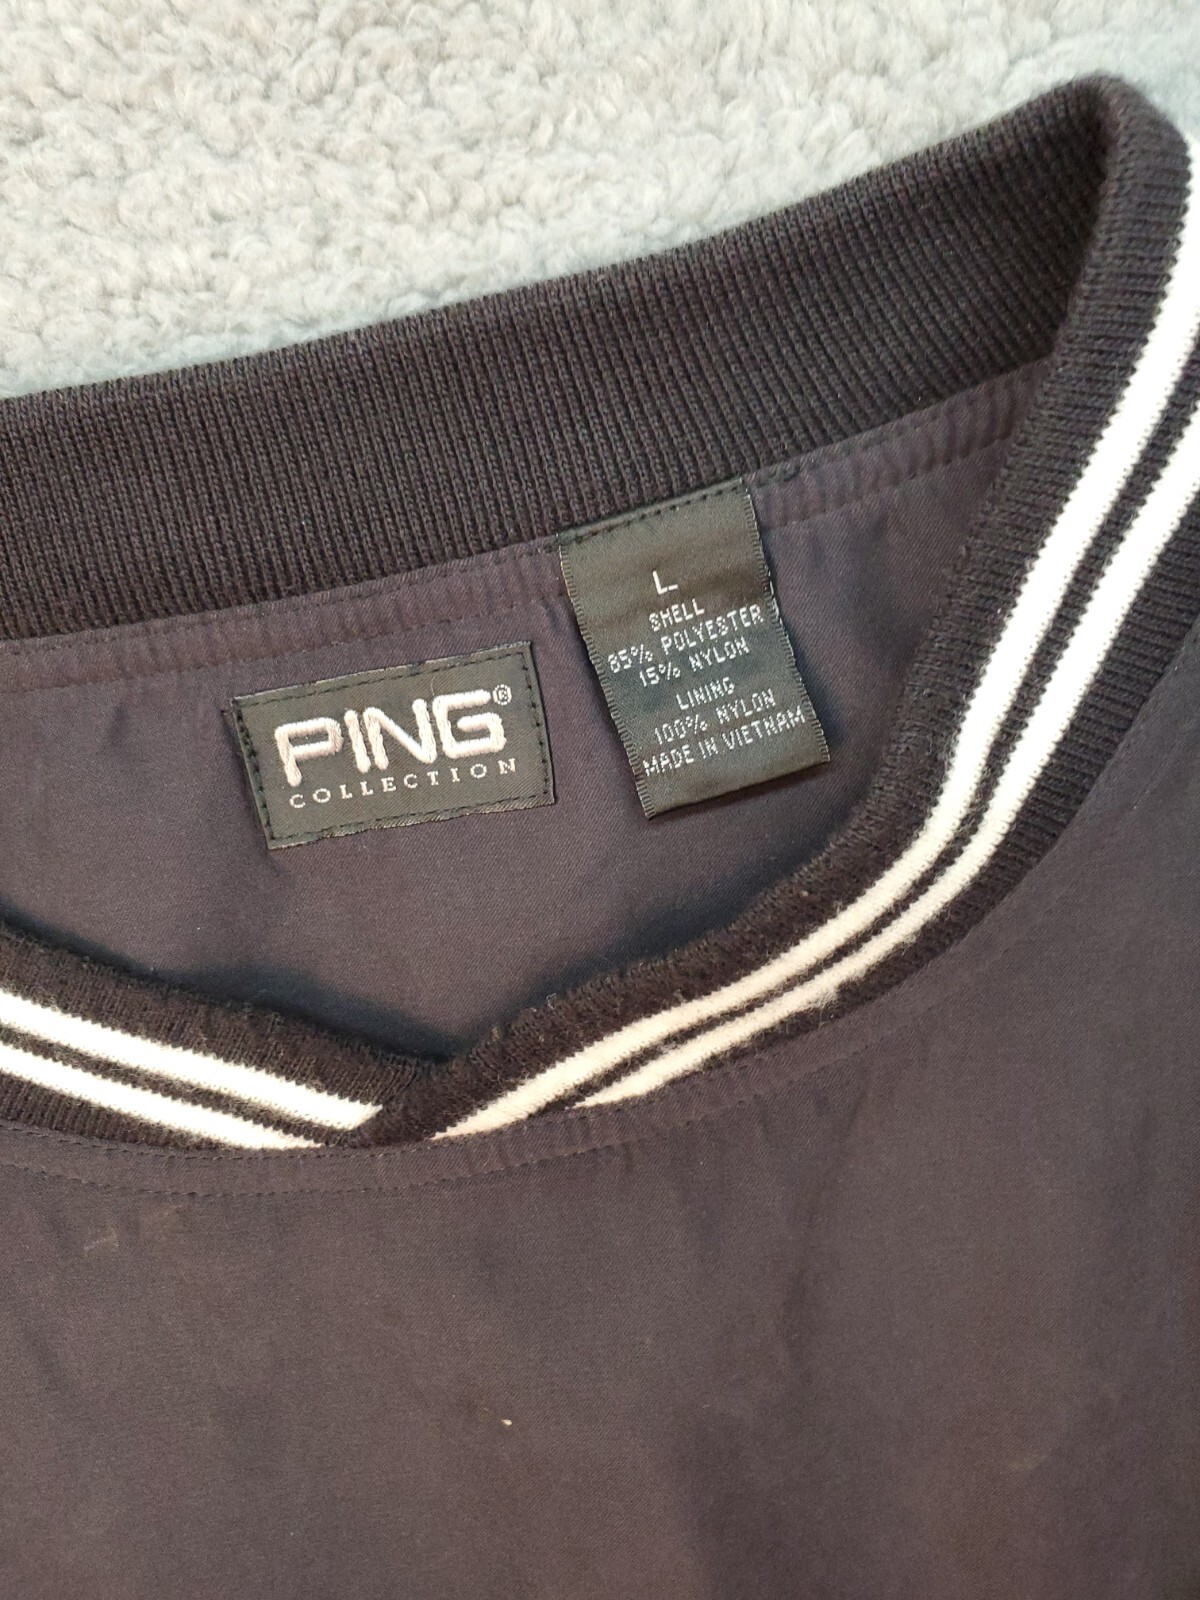 PING®
COLLECTION
L
SHELL
85% POLYESTER
15% NYLON
LINING
100% NYLON
MADE IN VIETNAM